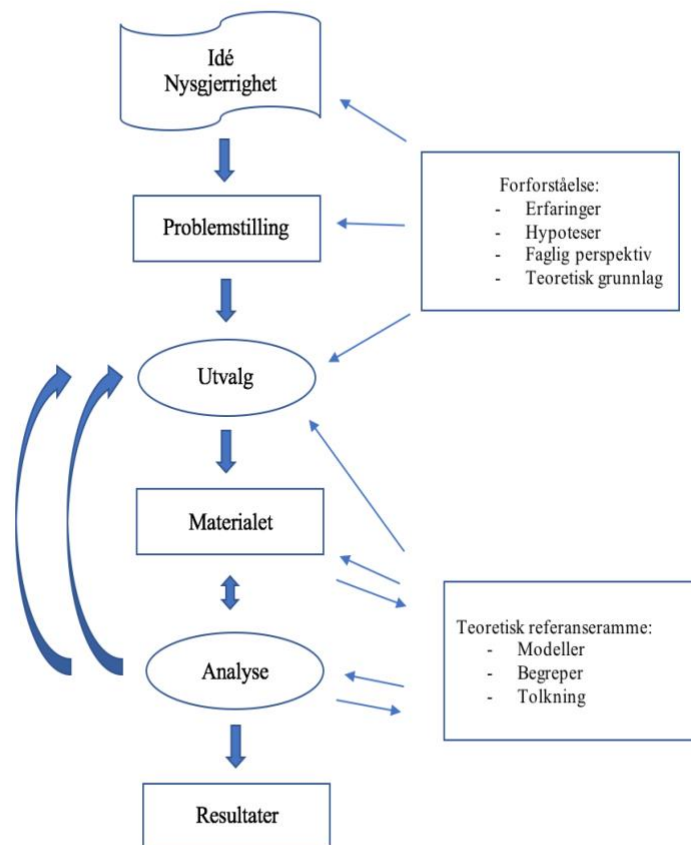 Idé
Nysgjerrighet
Forforståelse:
- Erfaringer
- Hypoteser
- Faglig perspektiv
- Teoretisk grunnlag
Problemstilling
Utvalg
Materialet
Teoretisk referanseramme:
- Modeller
- Begreper
- Tolkning
Analyse
Resultater